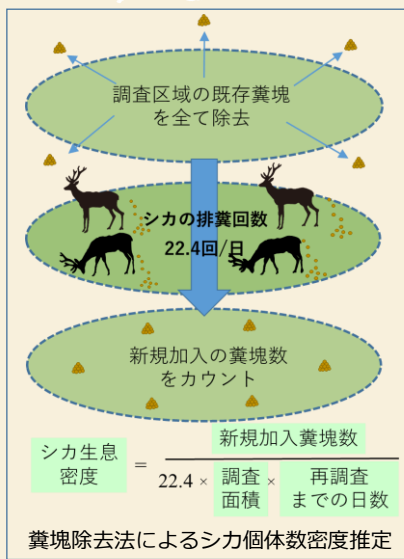 調査区域の既存糞塊
を全て除去
シカの排糞回数
22.4回/日
新規加入の糞塊数
をカウント
シカ生息
密度
=
新規加入糞塊数
22.4 × 調査
面積 × 再調査
までの日数
糞塊除去法によるシカ個体数密度推定